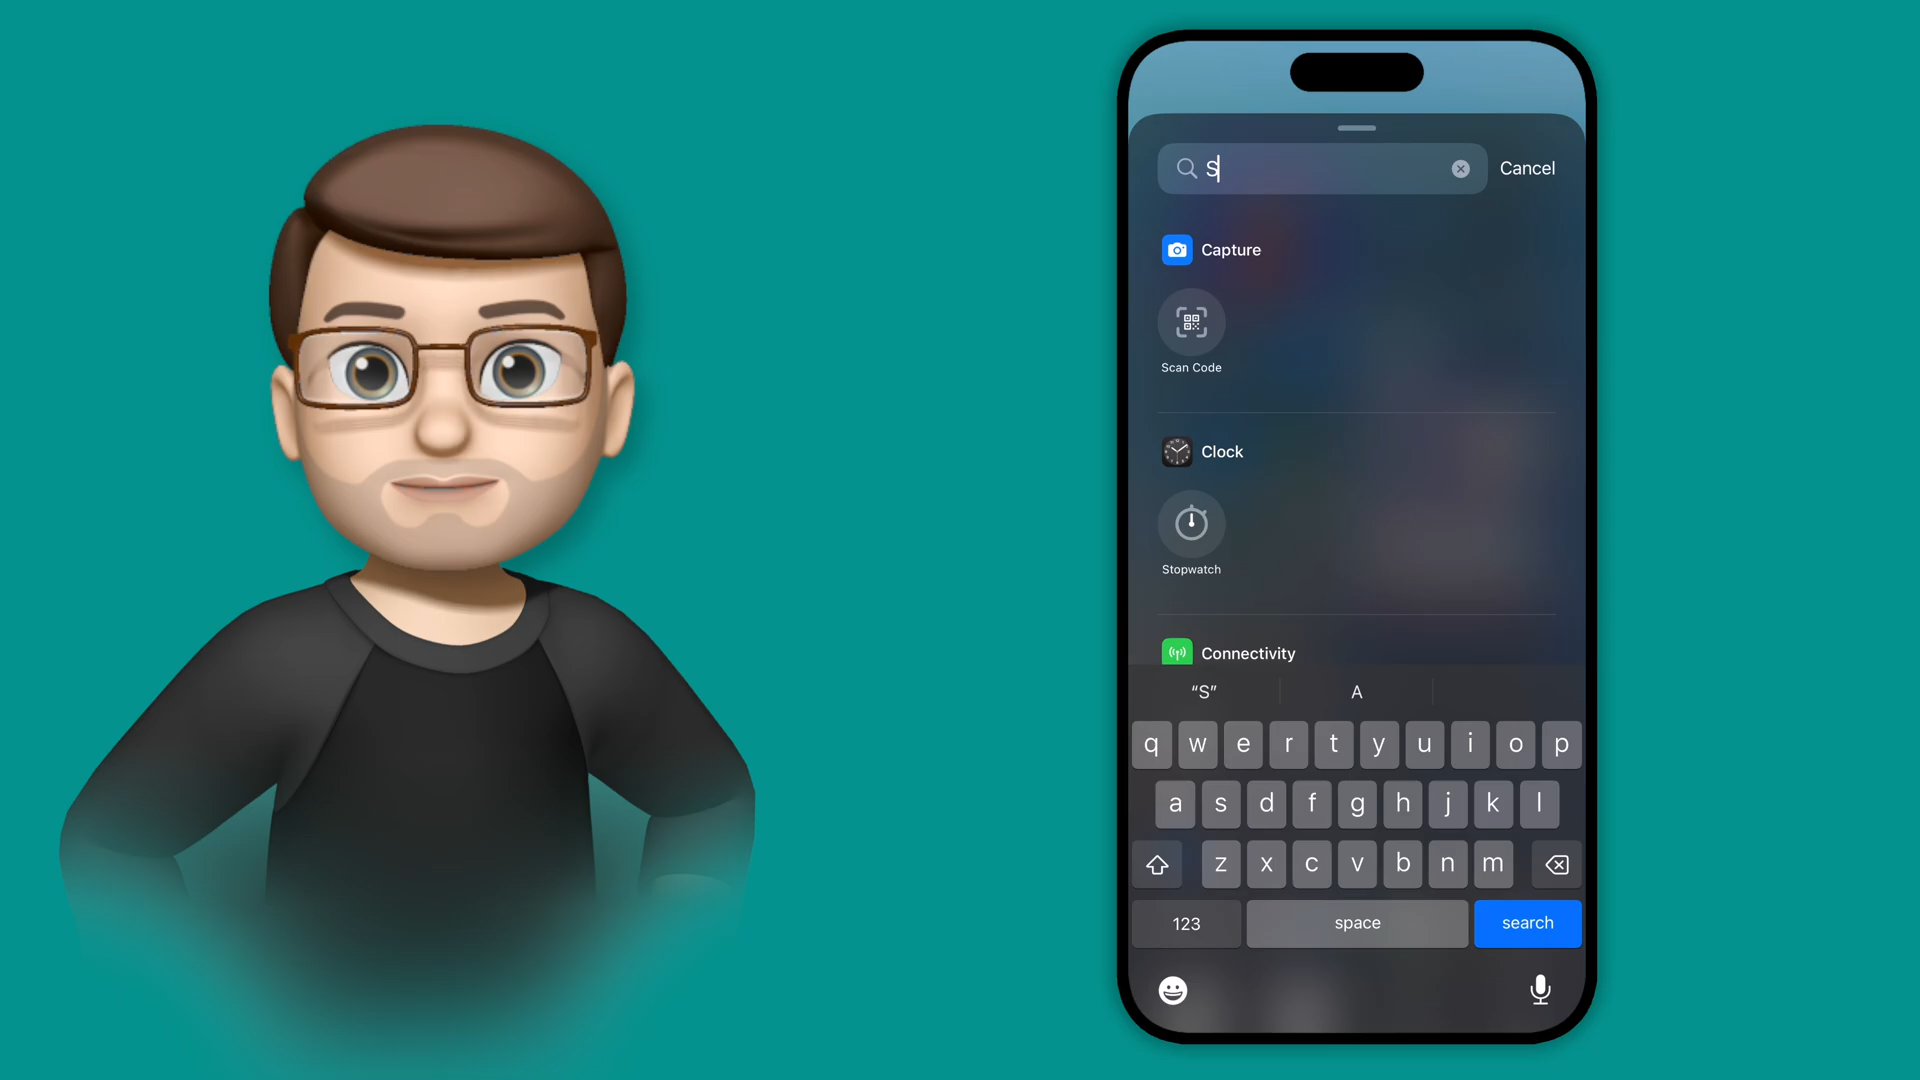 S
Cancel
Capture
Scan Code
Clock
Stopwatch
Connectivity
“S”
A
q w e r t y u i o p
a s d f g h j k l
z x c v b n m
123
space
search